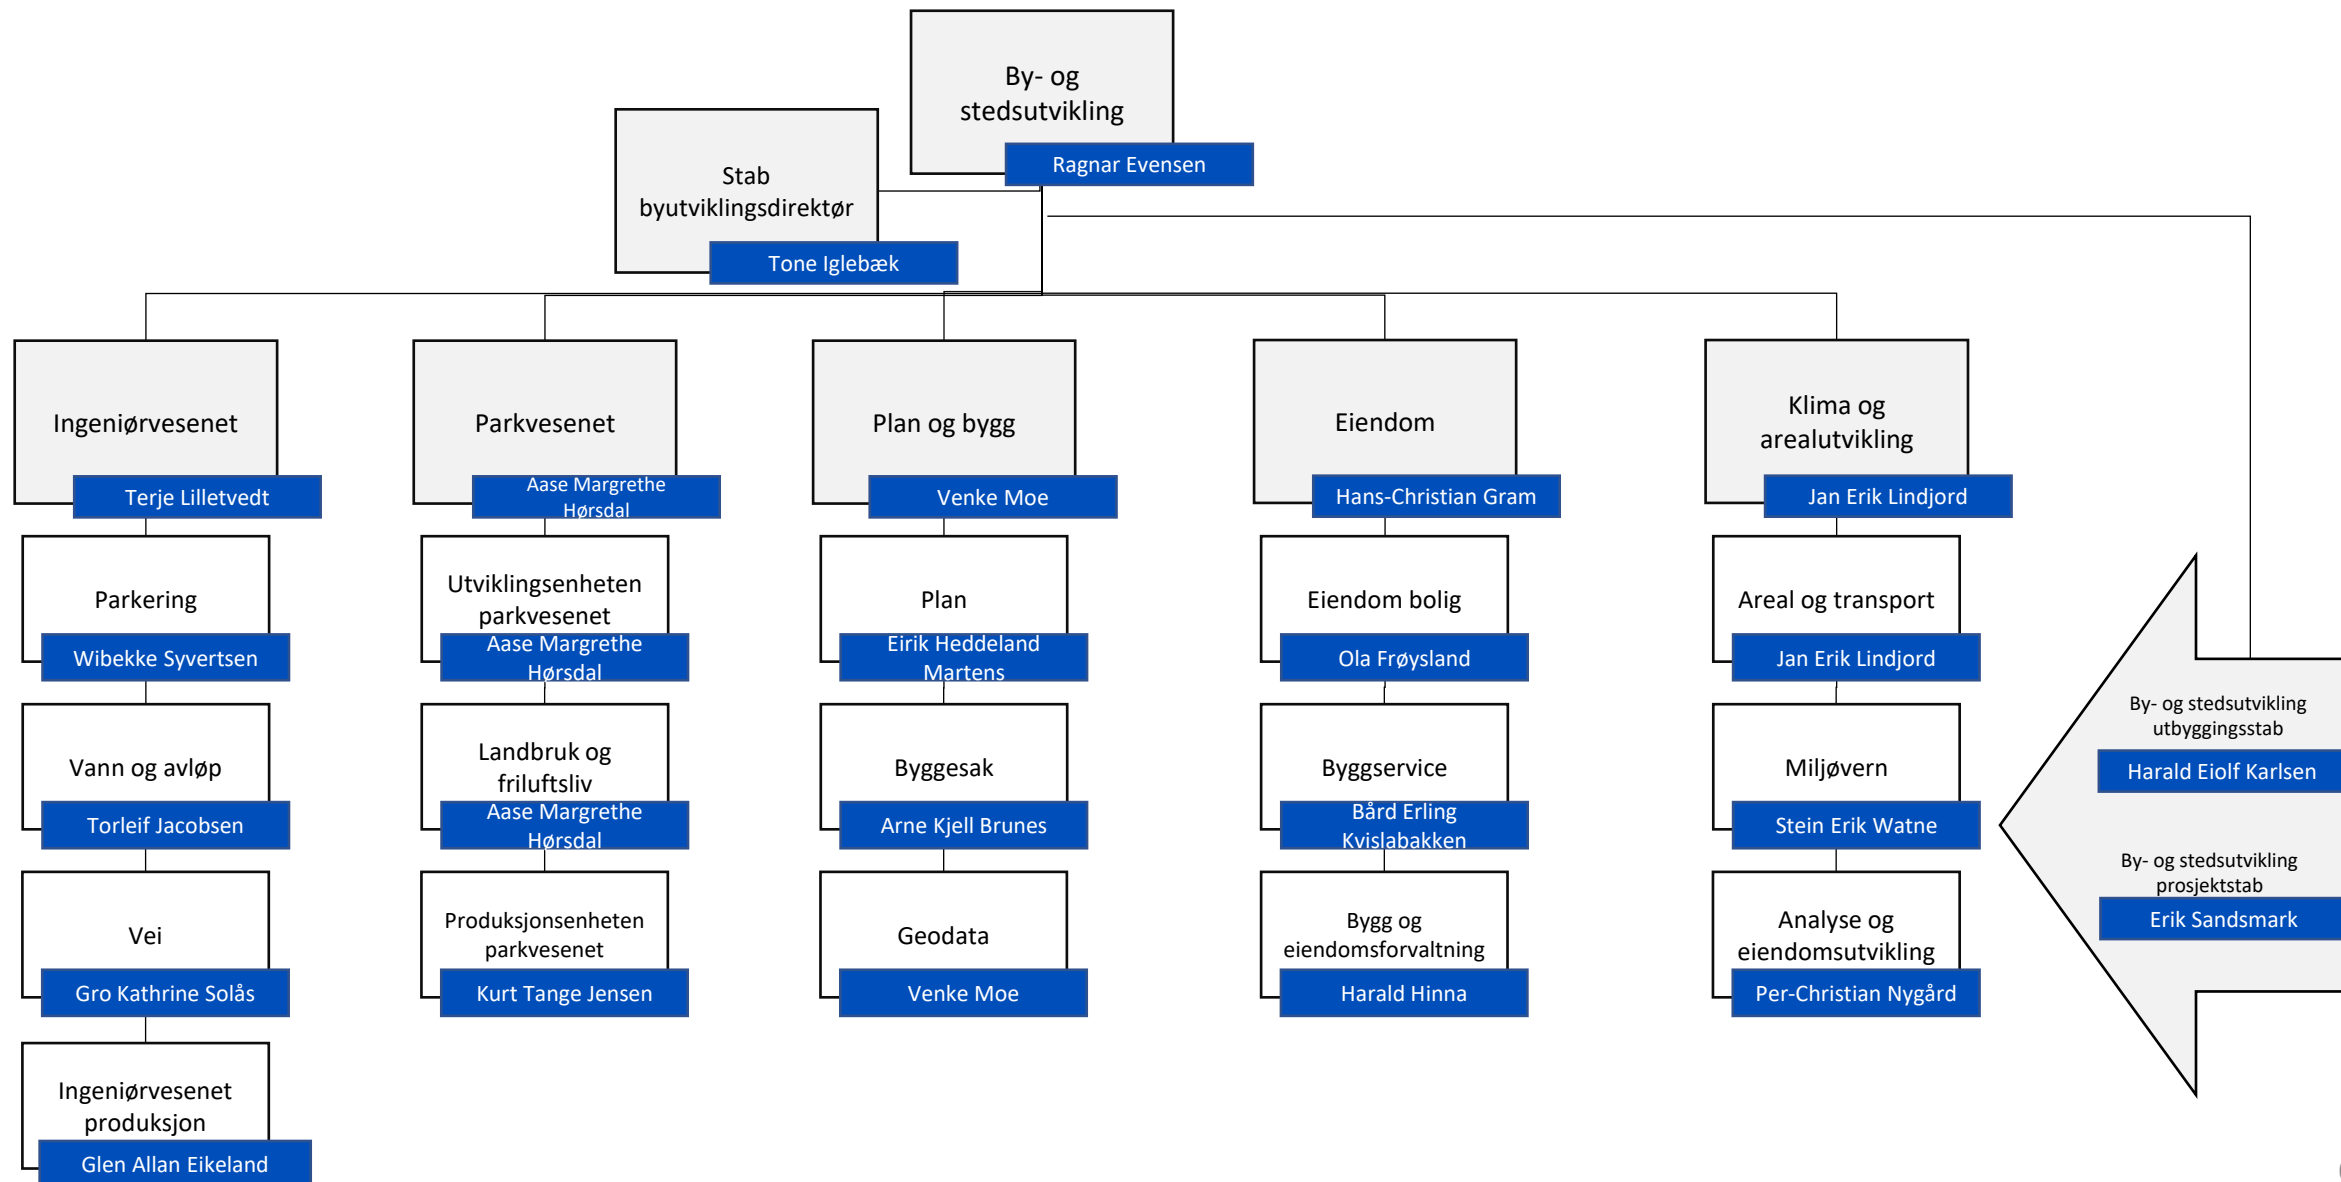 By- og
stedsutvikling
Ragnar Evensen
Stab
byutviklingsdirektør
Tone Iglebæk
Ingeniørvesenet
Terje Lilletvedt
Parkering
Wibekke Syvertsen
Vann og avløp
Torleif Jacobsen
Vei
Gro Kathrine Solås
Ingeniørvesenet
produksjon
Glen Allan Eikeland
Parkvesenet
Aase Margrethe
Hørsdal
Utviklingsenheten
parkvesenet
Aase Margrethe
Hørsdal
Landbruk og
friluftsliv
Aase Margrethe
Hørsdal
Produksjonsenheten
parkvesenet
Kurt Tange Jensen
Plan og bygg
Venke Moe
Plan
Eirik Heddeland
Martens
Byggesak
Arne Kjell Brunes
Geodata
Venke Moe
Eiendom
Hans-Christian Gram
Eiendom bolig
Ola Frøysland
Byggservice
Bård Erling
Kvislabakken
Bygg og
eiendomsforvaltning
Harald Hinna
Klima og
arealutvikling
Jan Erik Lindjord
Areal og transport
Jan Erik Lindjord
Miljøvern
Stein Erik Watne
Analyse og
eiendomsutvikling
Per-Christian Nygård
By- og stedsutvikling
utbyggingsstab
Harald Eiolf Karlsen
By- og stedsutvikling
prosjektstab
Erik Sandsmark